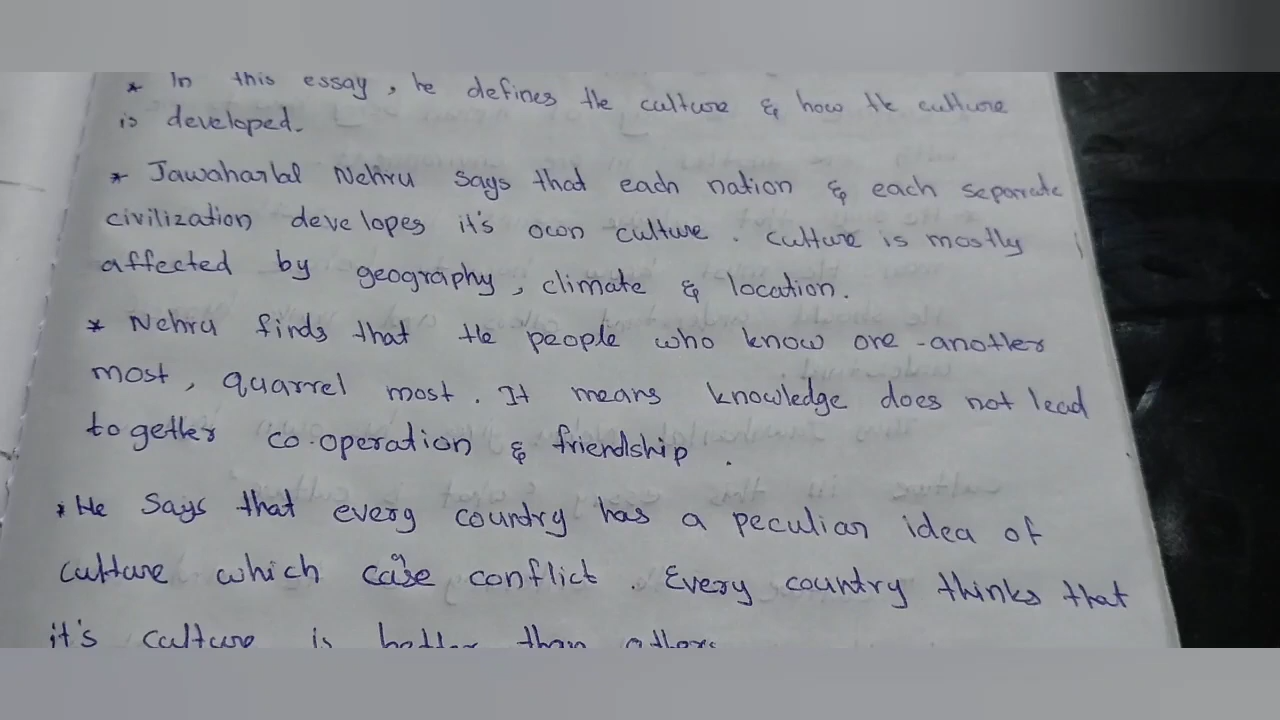 * In this essay, he defines the culture & how the culture
is developed.
* Jawaharlal Nehru says that each nation & each separate
civilization developes it's own culture. culture is mostly
affected by geography, climate & location.
* Nehru finds that the people who know one-another
most, quarrel most. It means knowledge does not lead
together co-operation & friendship.
* He says that every country has a peculiar idea of
culture which case conflict. Every country thinks that
it's culture is better than others